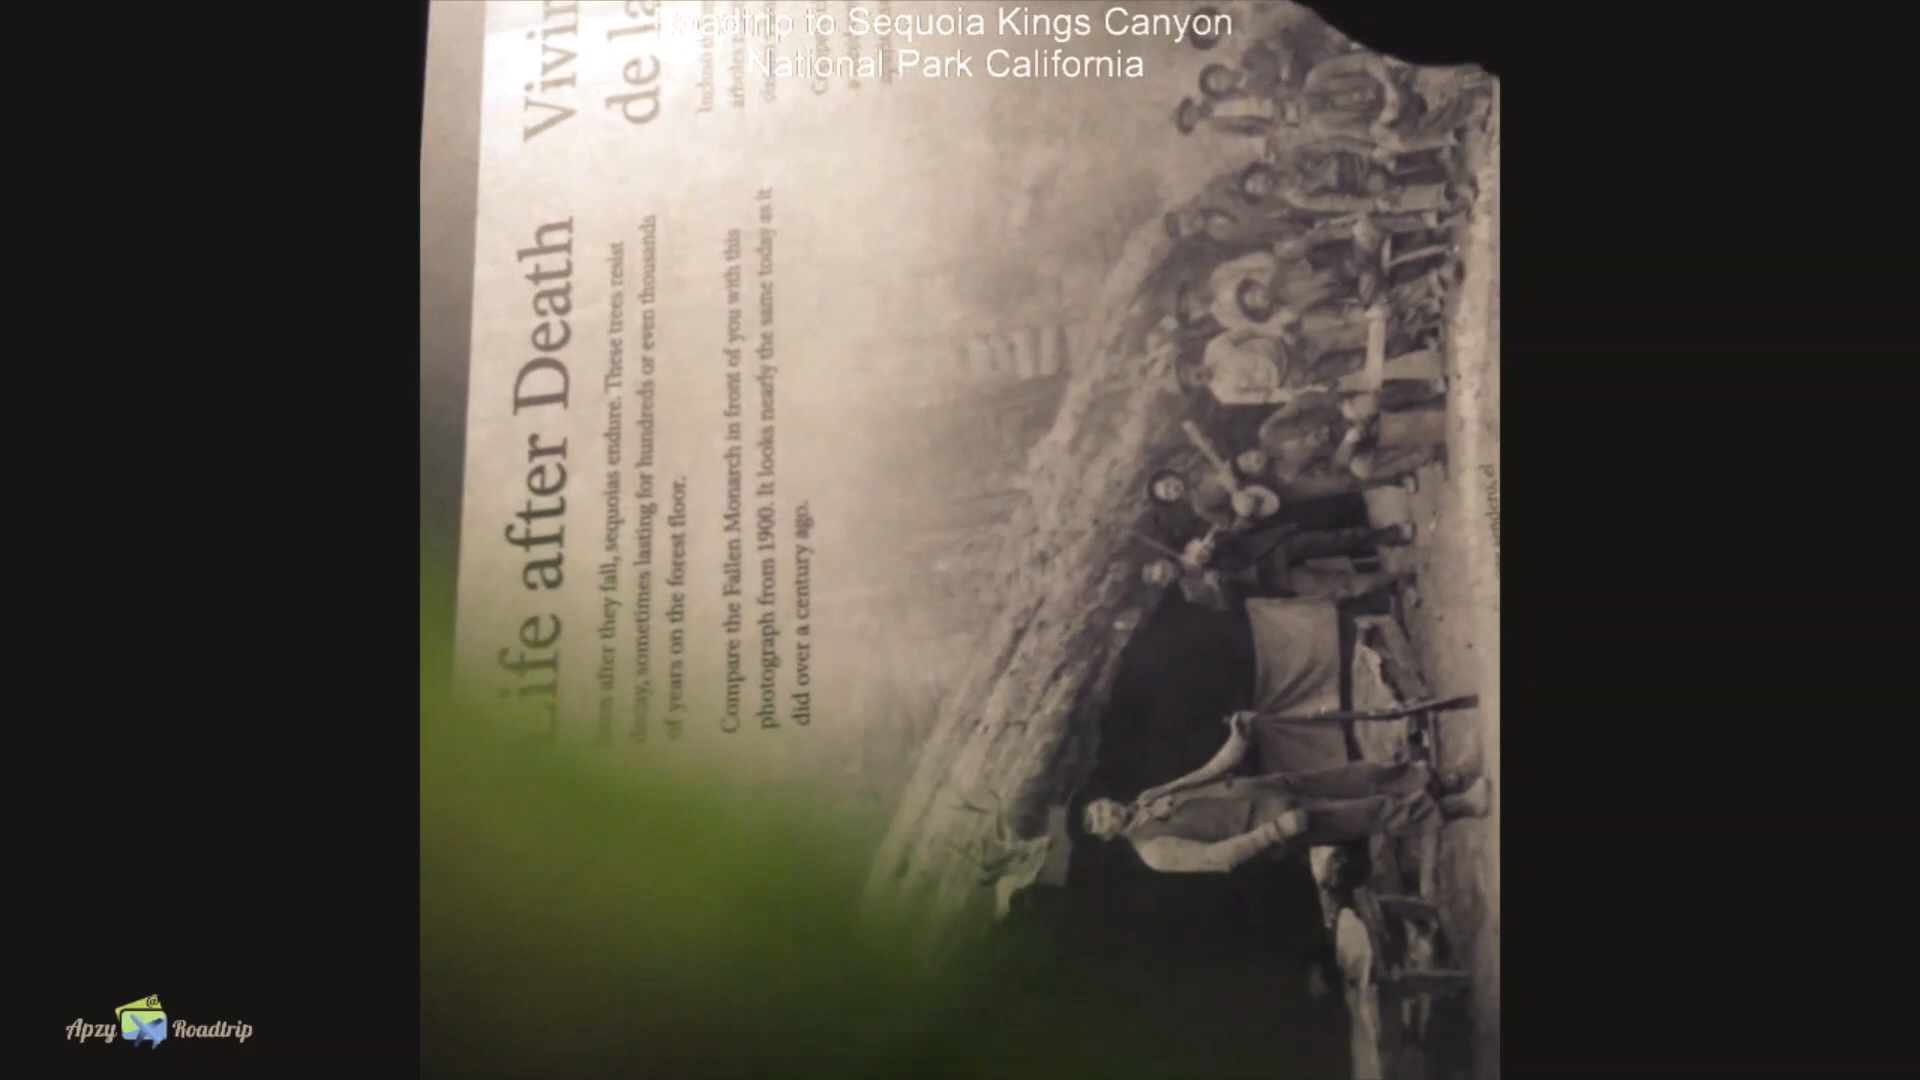 Roadtrip to Sequoia Kings Canyon
National Park California
Life after Death
after they fall, sequoias endure. These trees resist
decay, sometimes lasting for hundreds or even thousands
of years on the forest floor.
Compare the Fallen Monarch in front of you with this
photograph from 1900. It looks nearly the same today as it
did over a century ago.
Vivir
de la
el
Apzy @ Roadtrip